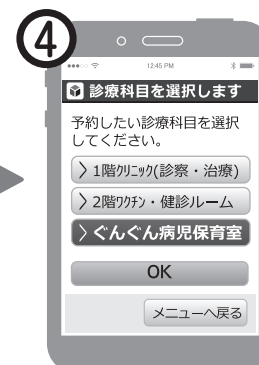 ④
12:45 PM
診療科目を選択します
予約したい診療科目を選択
してください。
〉1階クリニック(診察・治療)
〉2階ワクチン・健診ルーム
〉ぐんぐん病児保育室
OK
メニューへ戻る